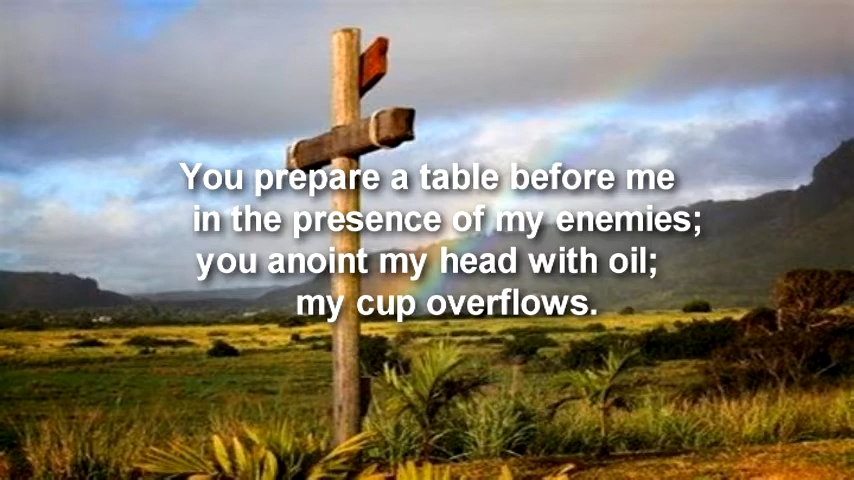 You prepare a table before me
in the presence of my enemies;
you anoint my head with oil;
my cup overflows.